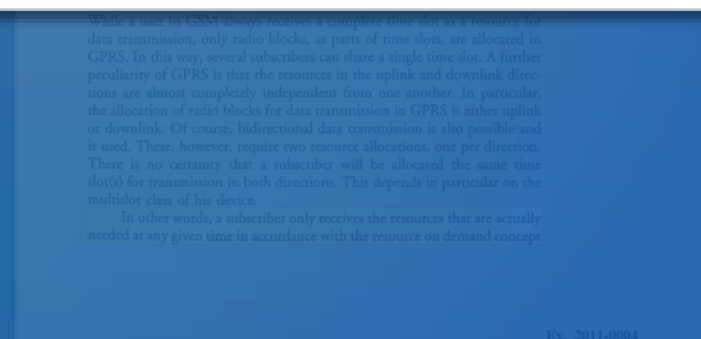 While a user in GSM always receives a complete time slot as a resource for
data transmission, only radio blocks, as parts of time slots, are allocated in
GPRS. In this way, several subscribers can share a single time slot. A further
peculiarity of GPRS is that the resources in the uplink and downlink direc-
tions are almost completely independent from one another. In particular,
the allocation of radio blocks for data transmission in GPRS is either uplink
or downlink. Of course, bidirectional data transmission is also possible and
is used. These, however, require two resource allocations, one per direction.
There is no certainty that a subscriber will be allocated the same time
slot(s) for transmission in both directions. This depends in particular on the
multislot class of his device.
In other words, a subscriber only receives the resources that are actually
needed at any given time in accordance with the resource on demand concept
Ex. 2011-0004